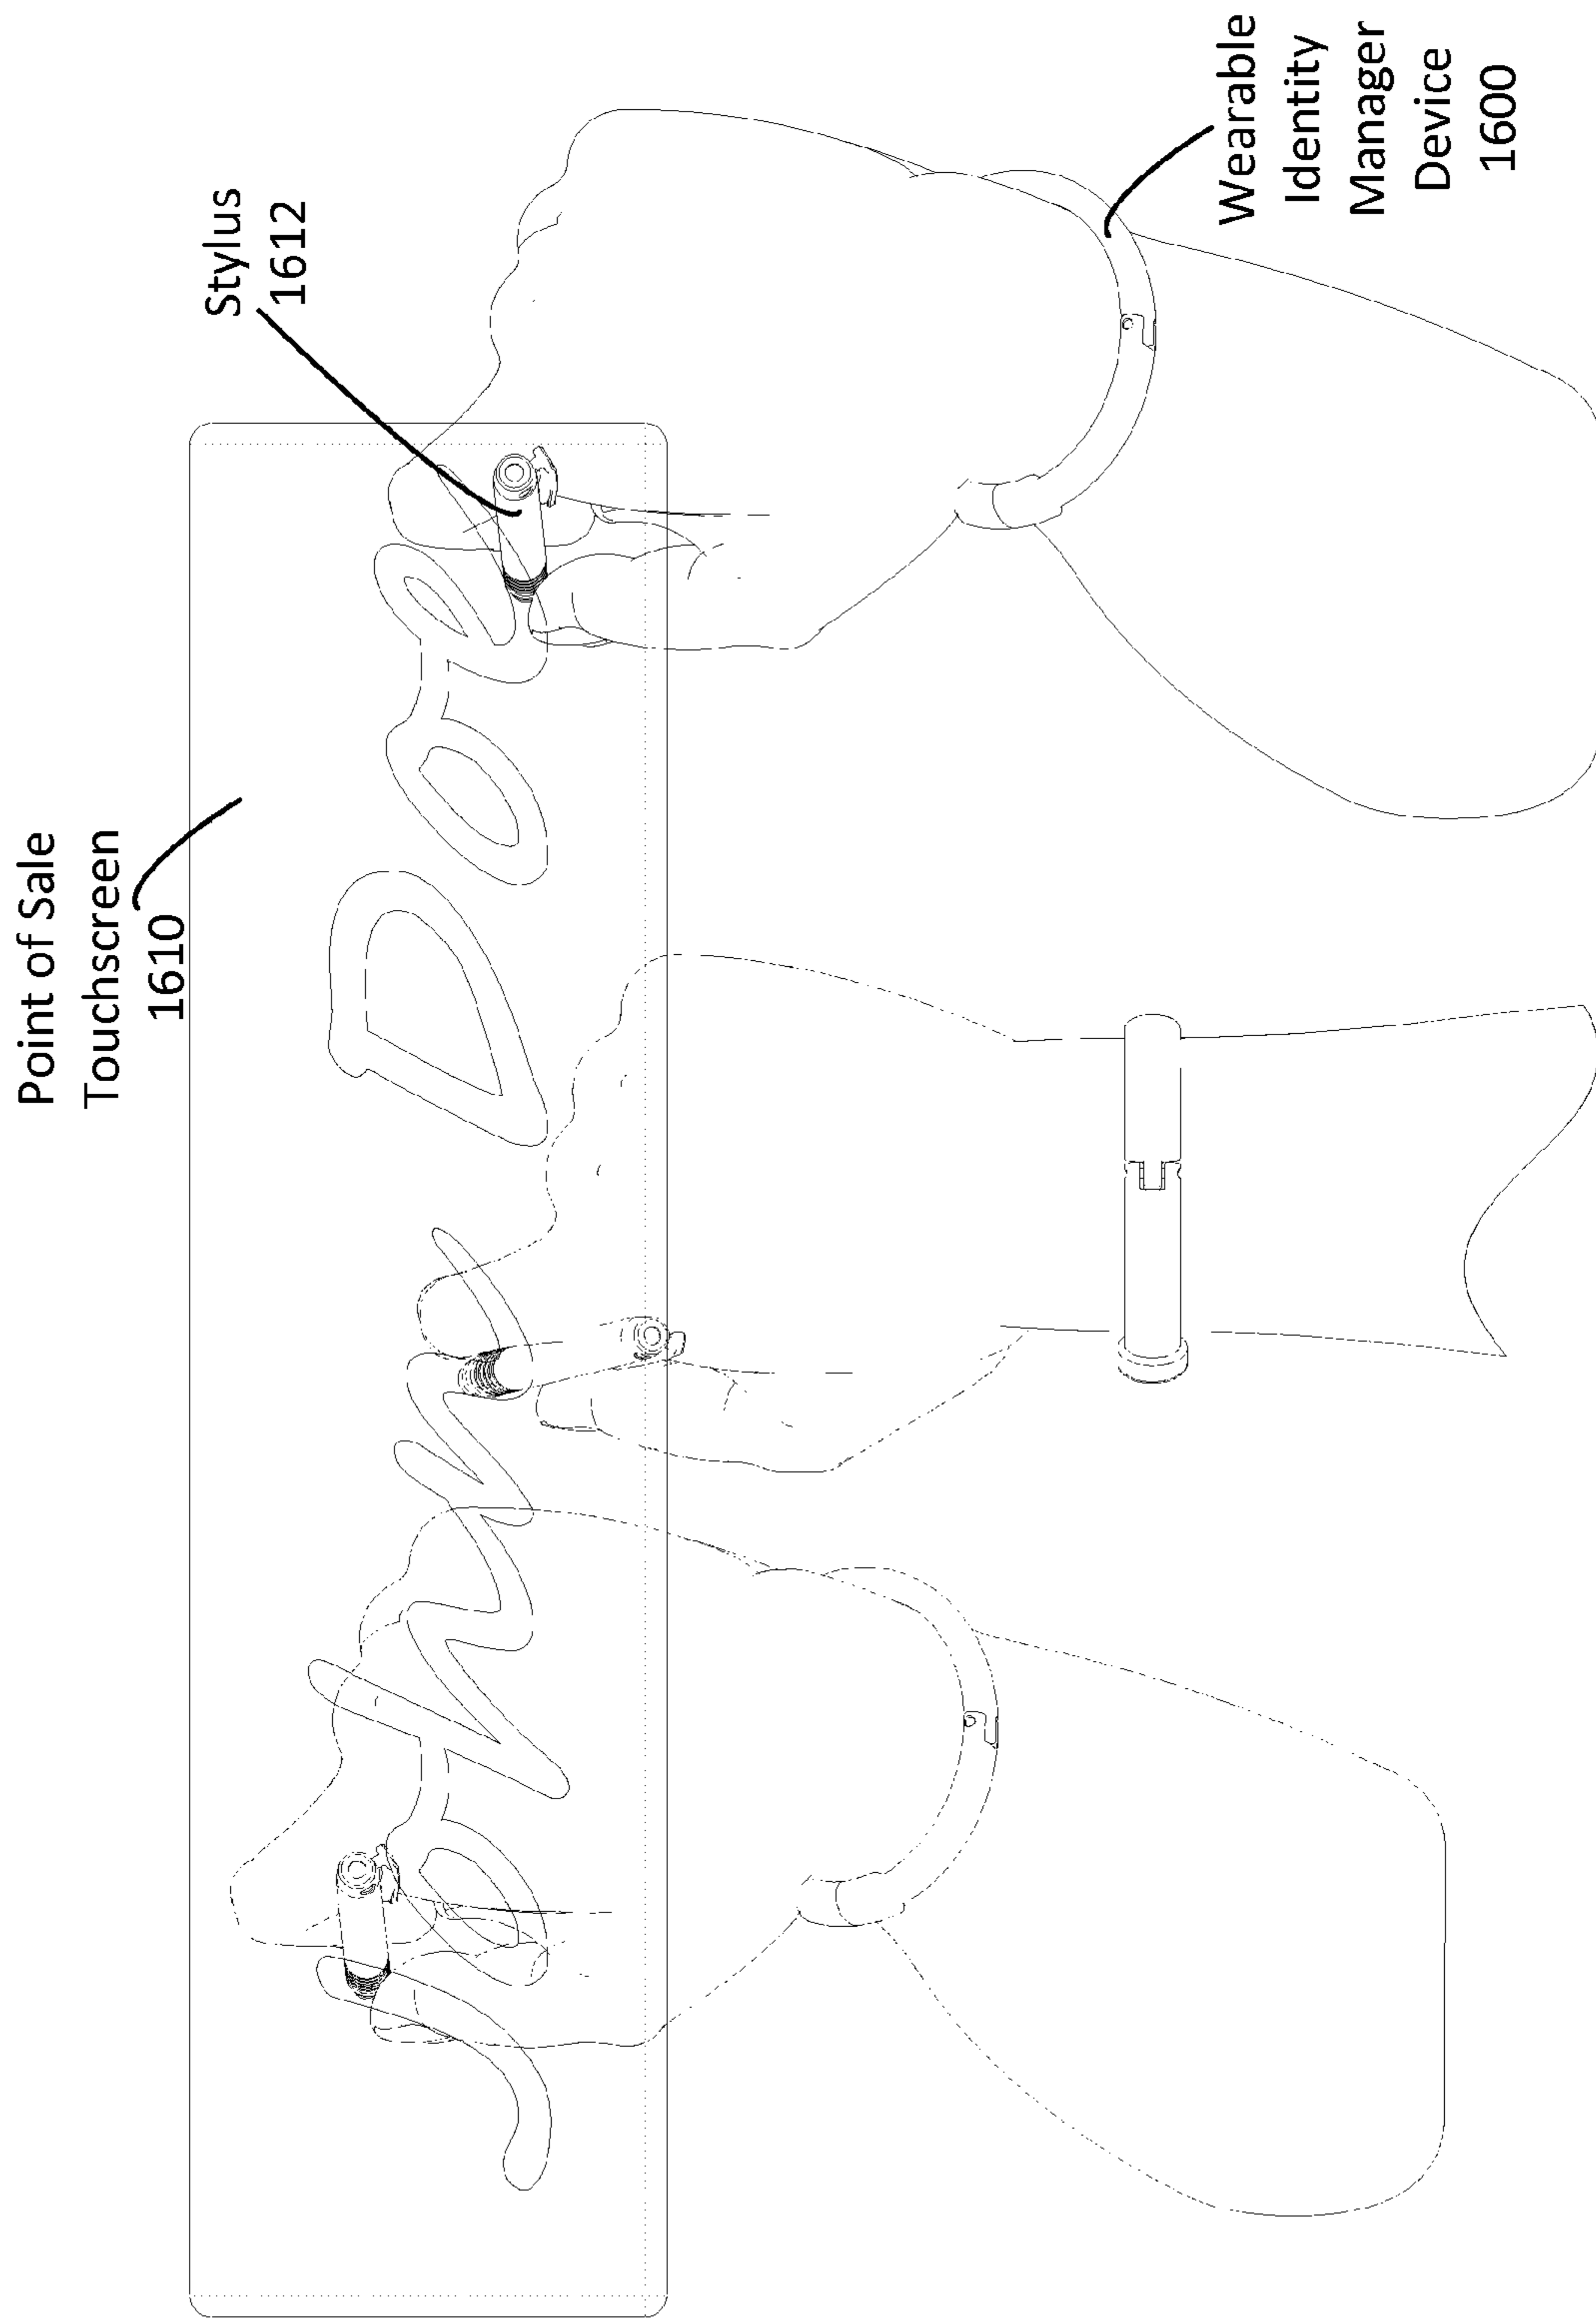 Point of Sale
Touchscreen
1610
Stylus
1612
John Doe
Wearable
Identity
Manager
Device
1600